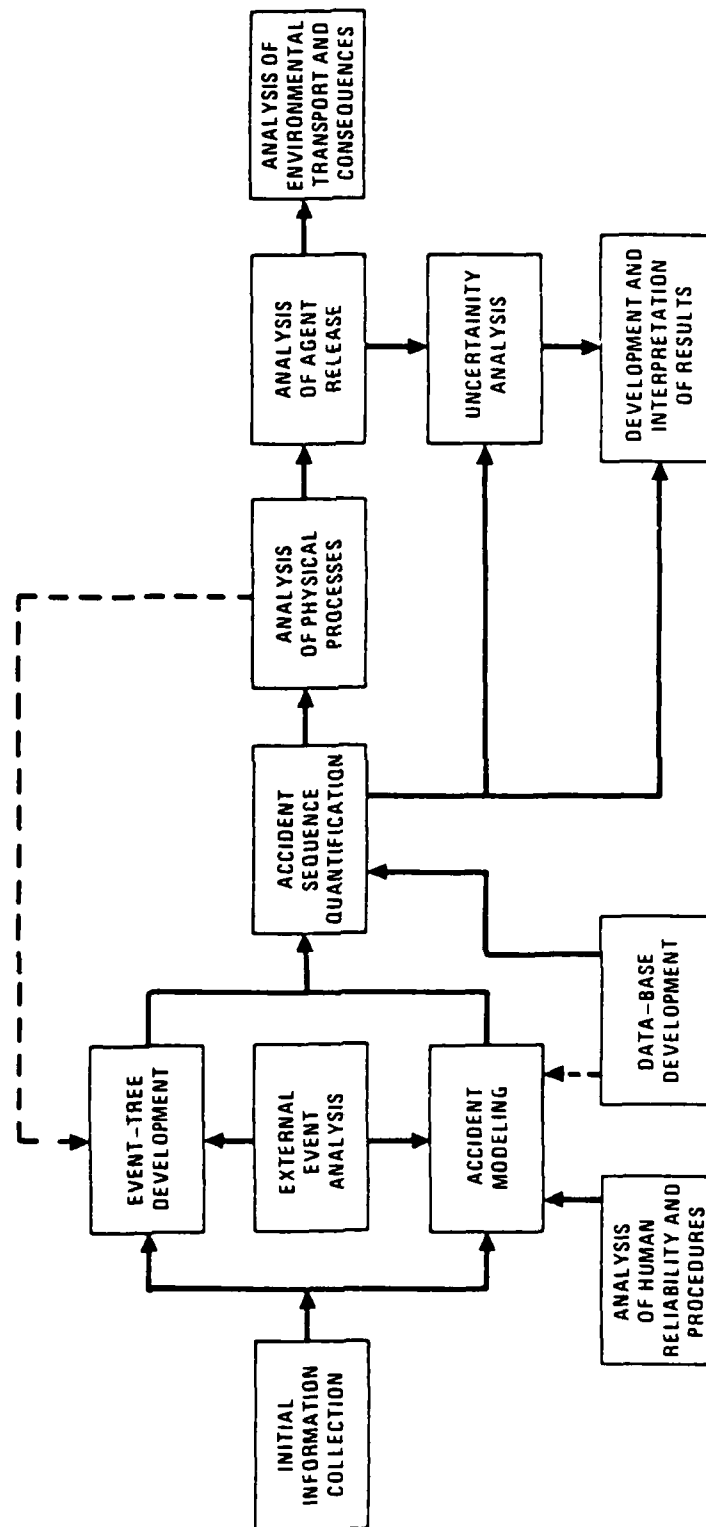 INITIAL
INFORMATION
COLLECTION
EVENT-TREE
DEVELOPMENT
EXTERNAL
EVENT
ANALYSIS
ACCIDENT
MODELING
ANALYSIS
OF HUMAN
RELIABILITY AND
PROCEDURES
DATA-BASE
DEVELOPMENT
ACCIDENT
SEQUENCE
QUANTIFICATION
ANALYSIS
OF PHYSICAL
PROCESSES
ANALYSIS
OF AGENT
RELEASE
ANALYSIS OF
ENVIRONMENTAL
TRANSPORT AND
CONSEQUENCES
UNCERTAINITY
ANALYSIS
DEVELOPMENT AND
INTERPRETATION
OF RESULTS